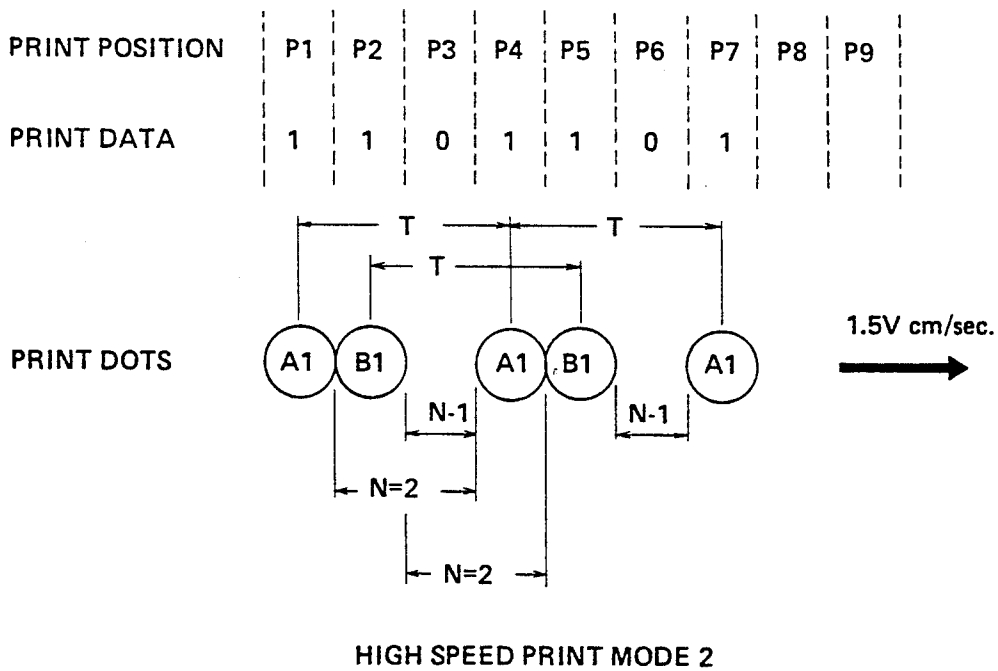 PRINT POSITION P1 P2 P3 P4 P5 P6 P7 P8 P9
PRINT DATA 1 1 0 1 1 0 1
T T
T
1.5V cm/sec.
PRINT DOTS A1 B1 A1 B1 A1
N-1 N-1
N=2
N=2
HIGH SPEED PRINT MODE 2